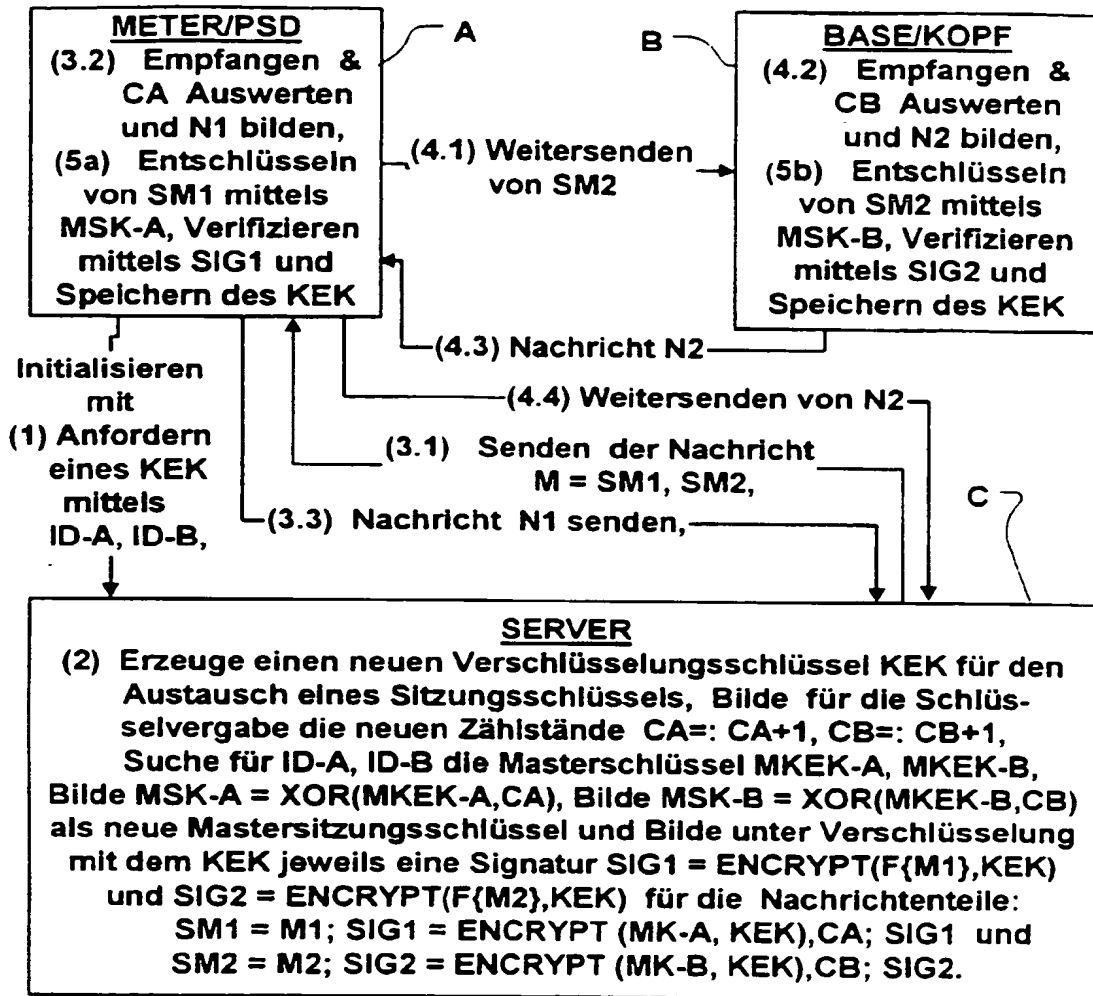 METER/PSD
(3.2) Empfangen &
CA Auswerten
und N1 bilden,
(5a) Entschlüsseln
von SM1 mittels
MSK-A, Verifizieren
mittels SIG1 und
Speichern des KEK
A
B
BASE/KOPF
(4.2) Empfangen &
CB Auswerten
und N2 bilden,
(5b) Entschlüsseln
von SM2 mittels
MSK-B, Verifizieren
mittels SIG2 und
Speichern des KEK
(4.1) Weitersenden
von SM2
(4.3) Nachricht N2
(4.4) Weitersenden von N2
Initialisieren
mit
(1) Anfordern
eines KEK
mittels
ID-A, ID-B,
(3.1) Senden der Nachricht
M = SM1, SM2,
(3.3) Nachricht N1 senden,
C
SERVER
(2) Erzeuge einen neuen Verschlüsselungsschlüssel KEK für den
Austausch eines Sitzungsschlüssels, Bilde für die Schlüs-
selvergabe die neuen Zählstände CA=: CA+1, CB=: CB+1,
Suche für ID-A, ID-B die Masterschlüssel MKEK-A, MKEK-B,
Bilde MSK-A = XOR(MKEK-A,CA), Bilde MSK-B = XOR(MKEK-B,CB)
als neue Mastersitzungsschlüssel und Bilde unter Verschlüsselung
mit dem KEK jeweils eine Signatur SIG1 = ENCRYPT(F{M1},KEK)
und SIG2 = ENCRYPT(F{M2},KEK) für die Nachrichtenteile:
SM1 = M1; SIG1 = ENCRYPT (MK-A, KEK),CA; SIG1 und
SM2 = M2; SIG2 = ENCRYPT (MK-B, KEK),CB; SIG2.